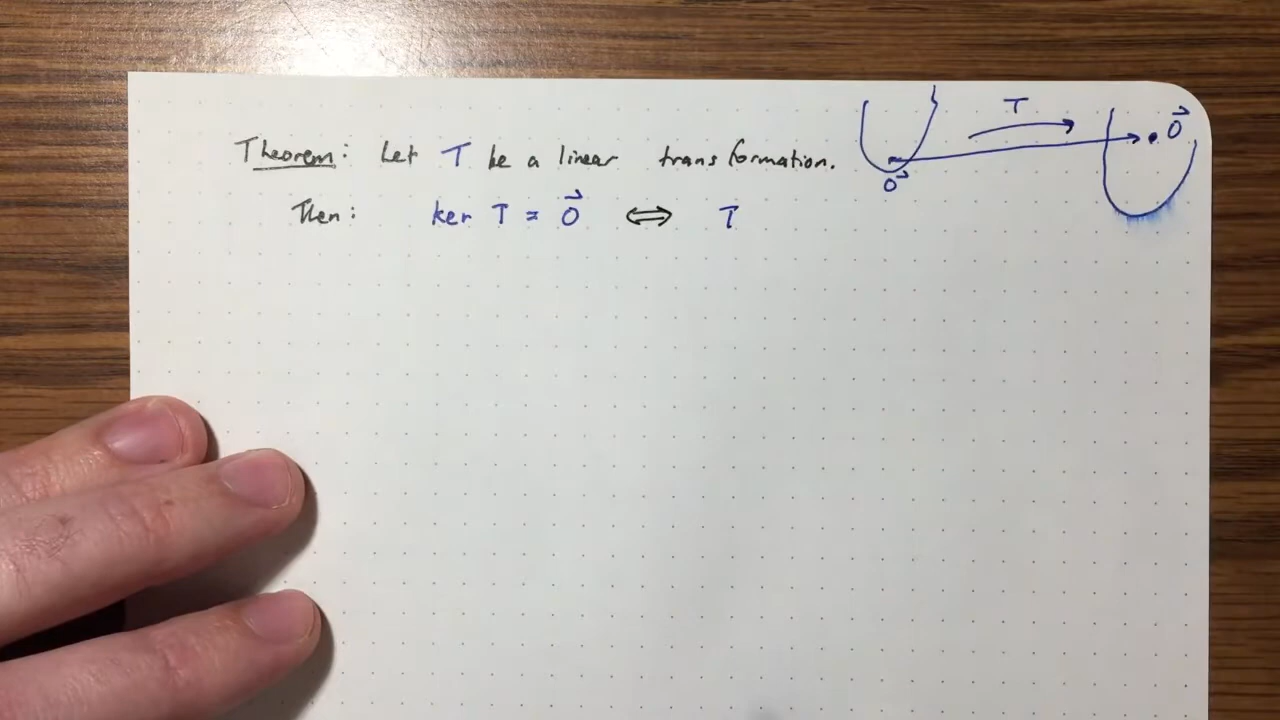 Theorem: Let T be a linear transformation.
Then: ker T = 0⃗ ⟺ T
T
0⃗
0⃗